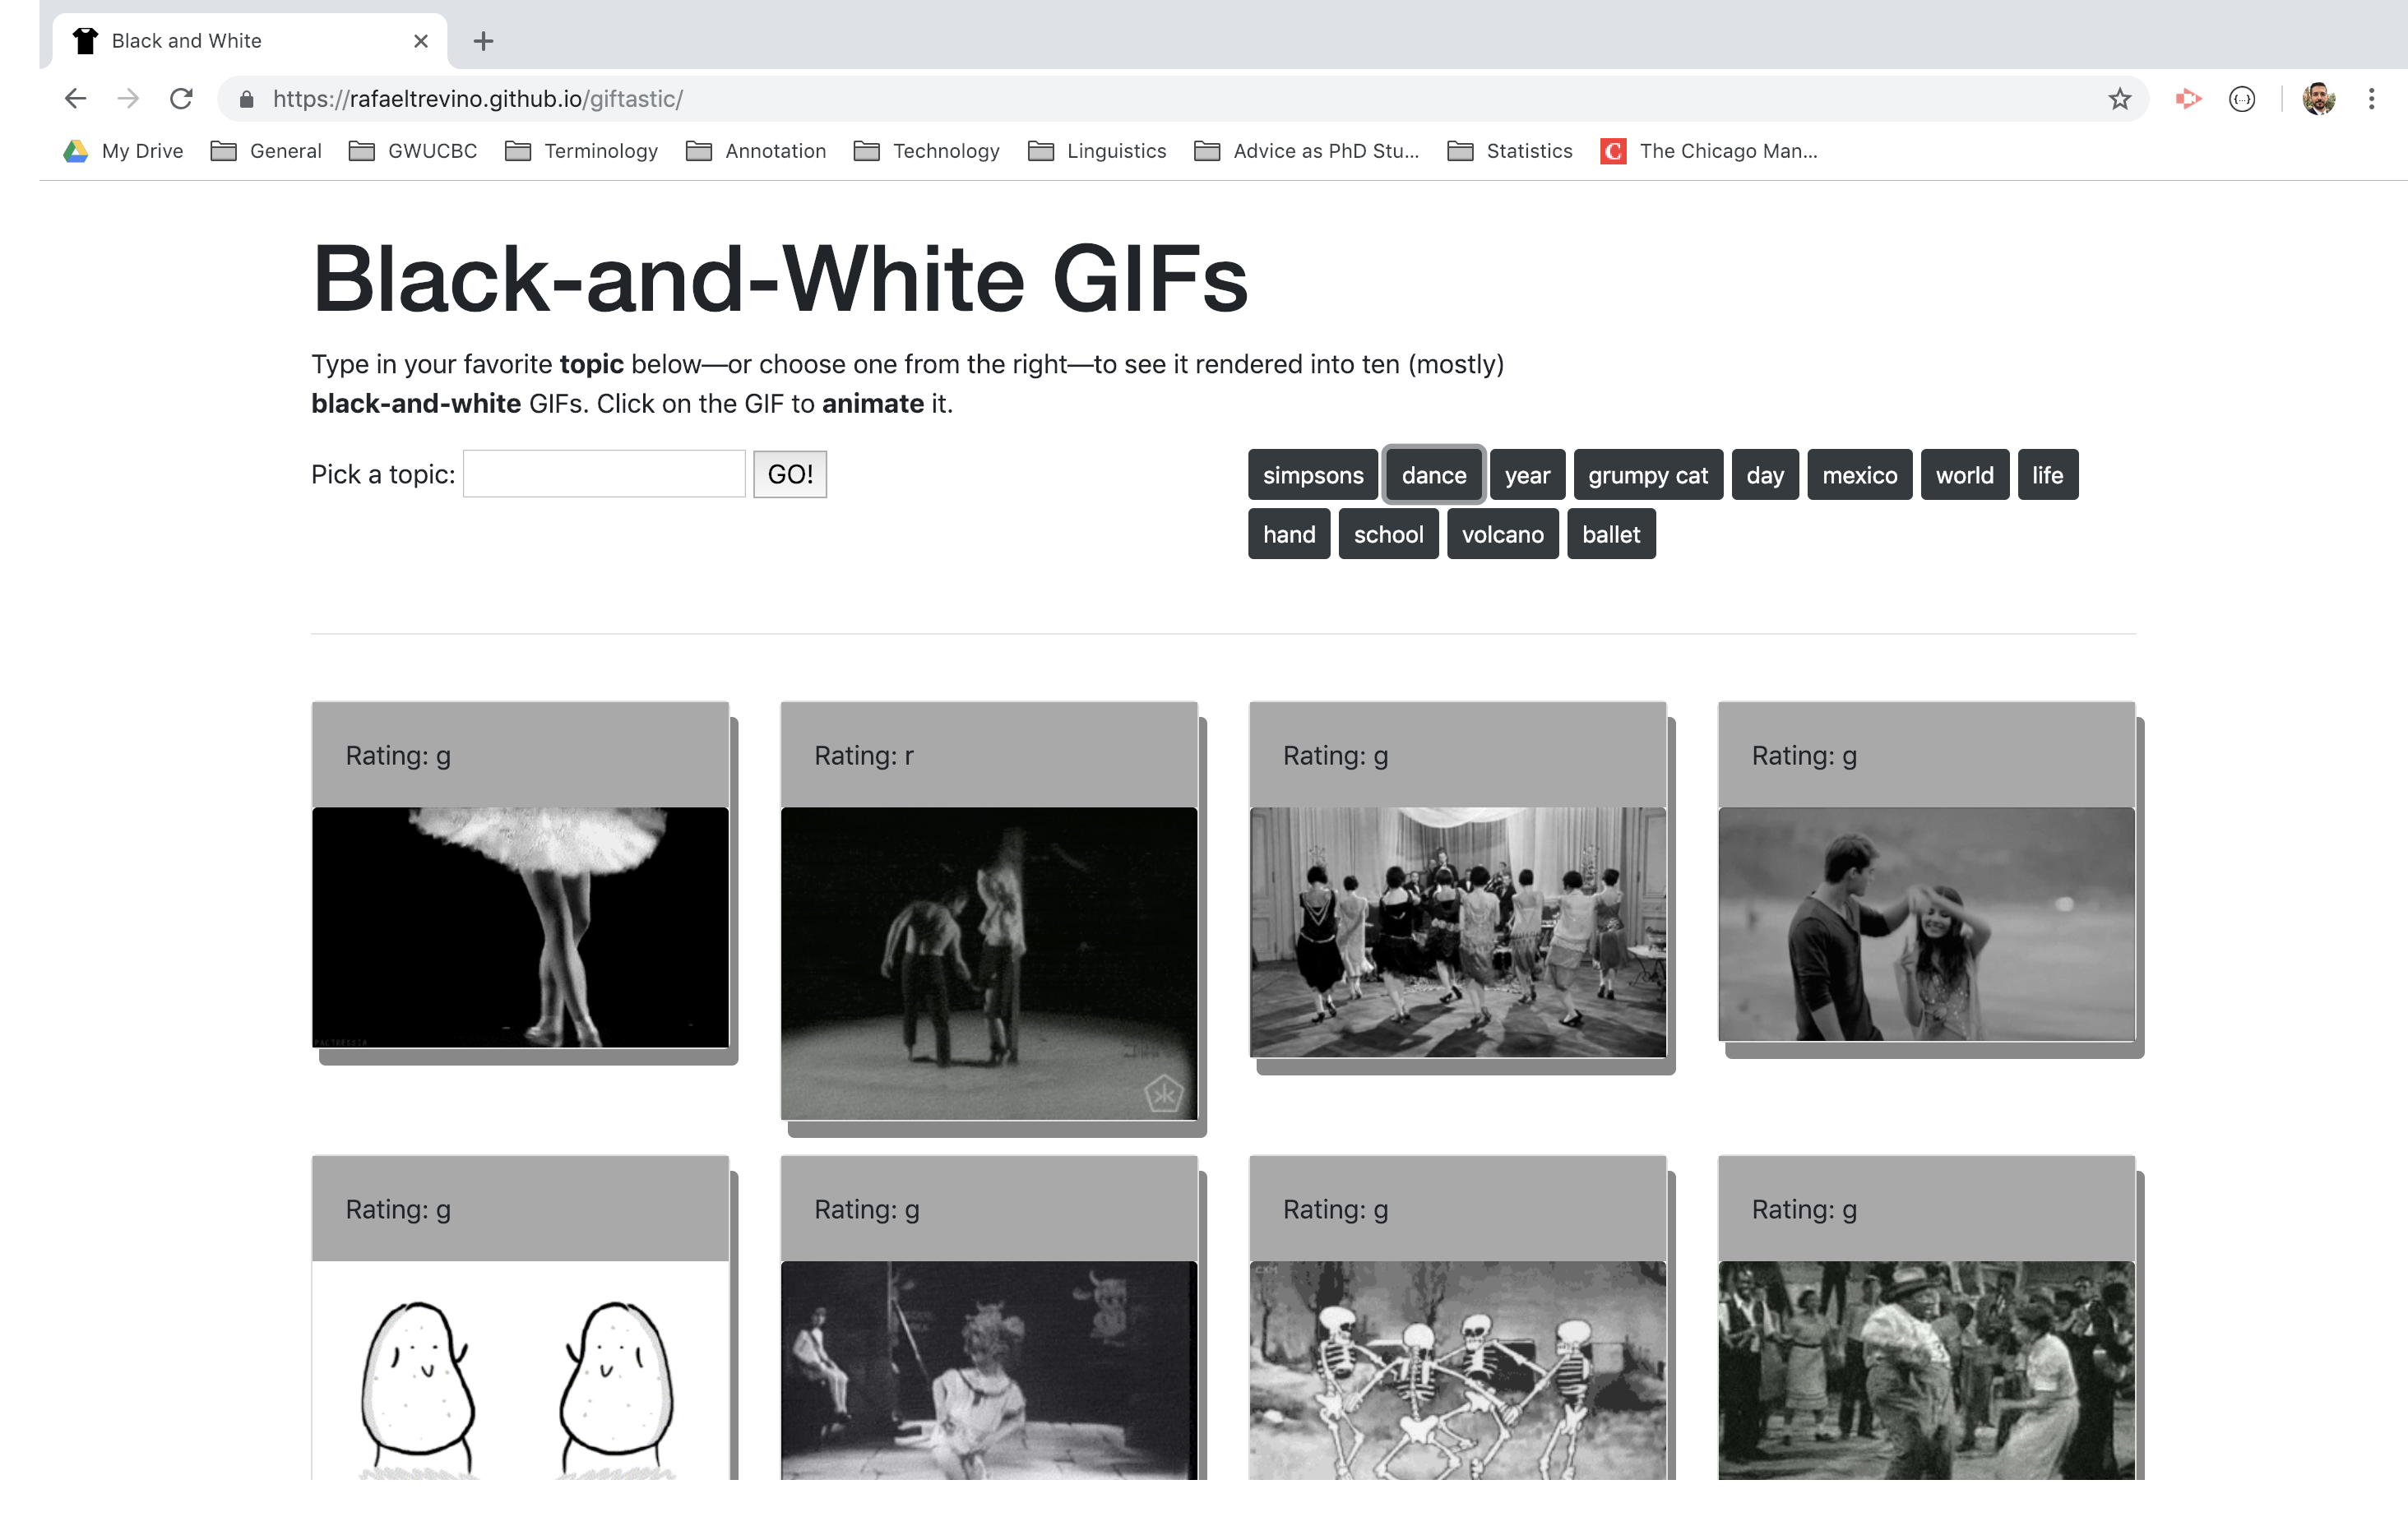 Black and White
https://rafaeltrevino.github.io/giftastic/
My Drive General GWUCBC Terminology Annotation Technology Linguistics Advice as PhD Stu... Statistics C The Chicago Man...
Black-and-White GIFs
Type in your favorite topic below—or choose one from the right—to see it rendered into ten (mostly)
black-and-white GIFs. Click on the GIF to animate it.
Pick a topic: GO!
simpsons dance year grumpy cat day mexico world life
hand school volcano ballet
Rating: g Rating: r Rating: g Rating: g
Rating: g Rating: g Rating: g Rating: g